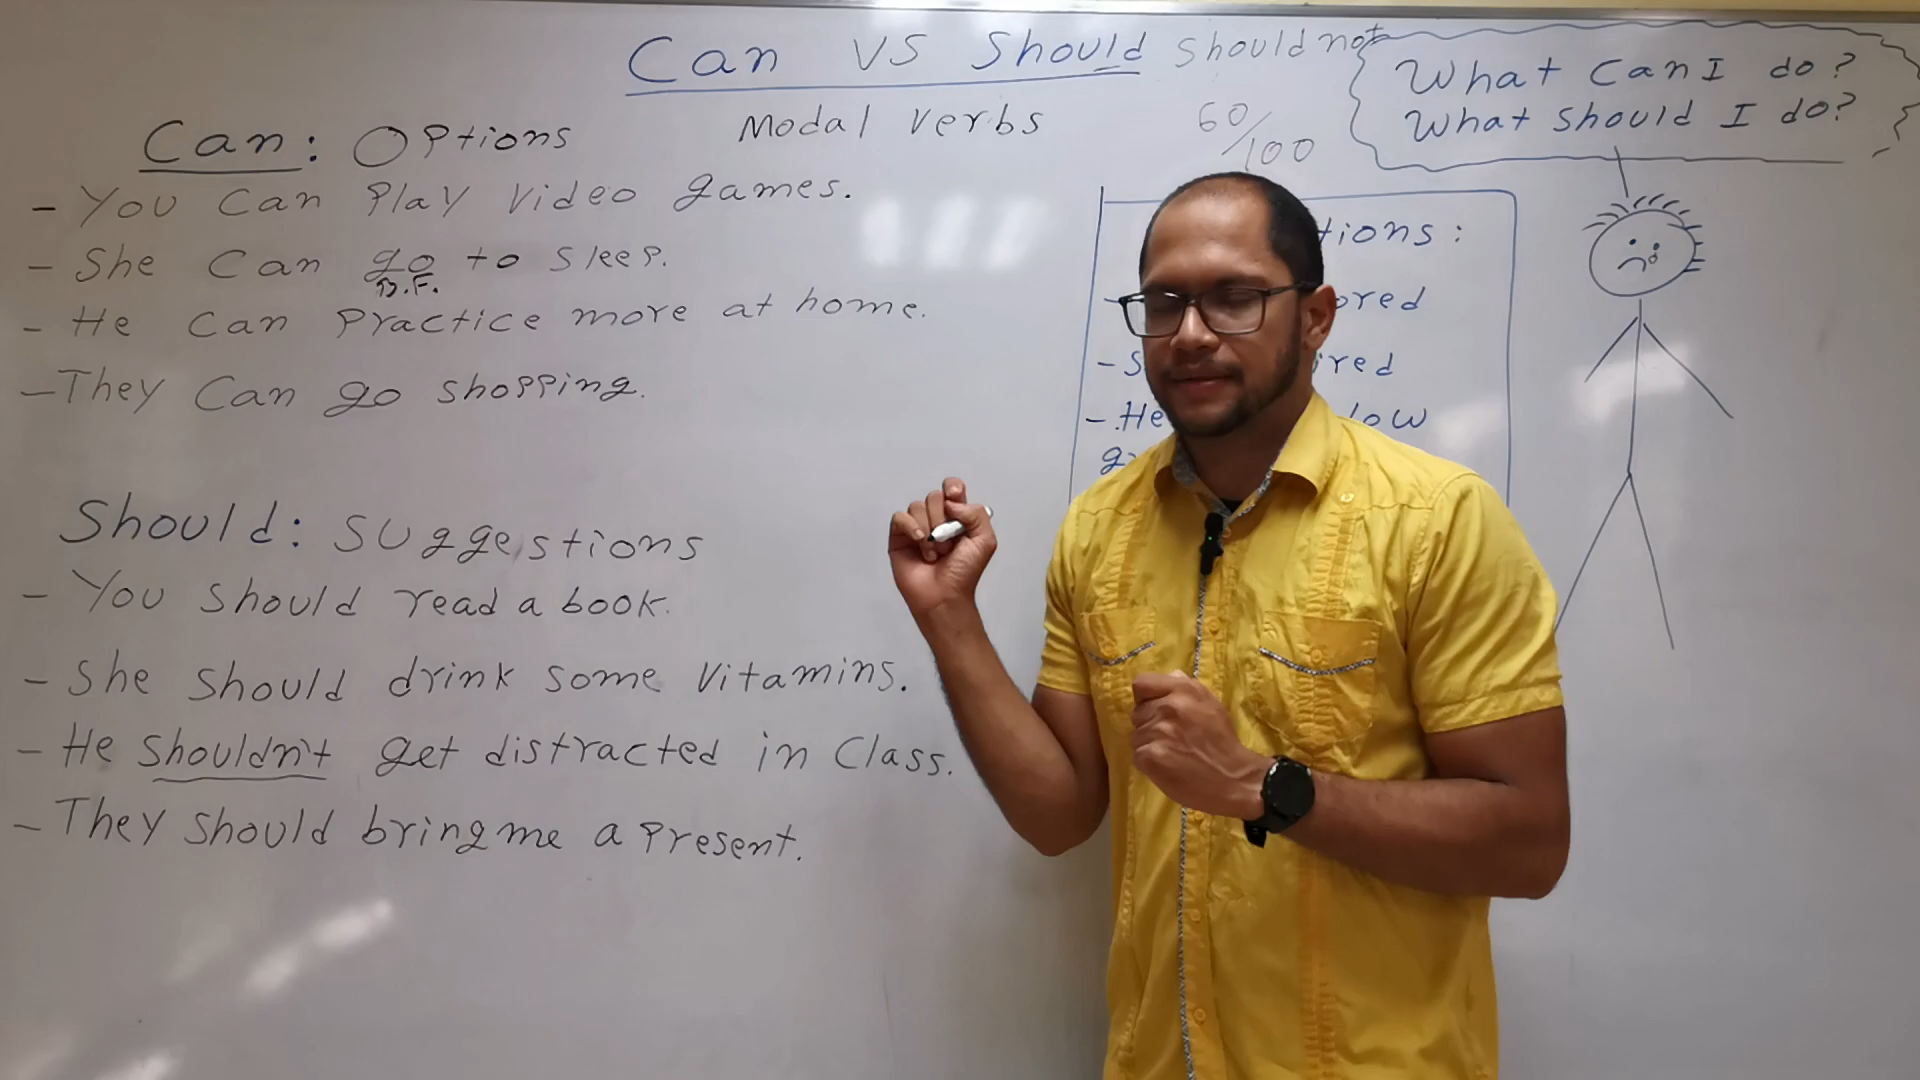 Can vs Should should not
Modal verbs
60/100
What can I do?
What should I do?
Can: Options
- You can play video games.
- She can go to sleep.
B.F.
- He can practice more at home.
- They can go shopping.
Should: Suggestions
- You should read a book.
- She should drink some vitamins.
- He shouldn't get distracted in class.
- They should bring me a present.
tions:
ored
- S ired
- He low
g